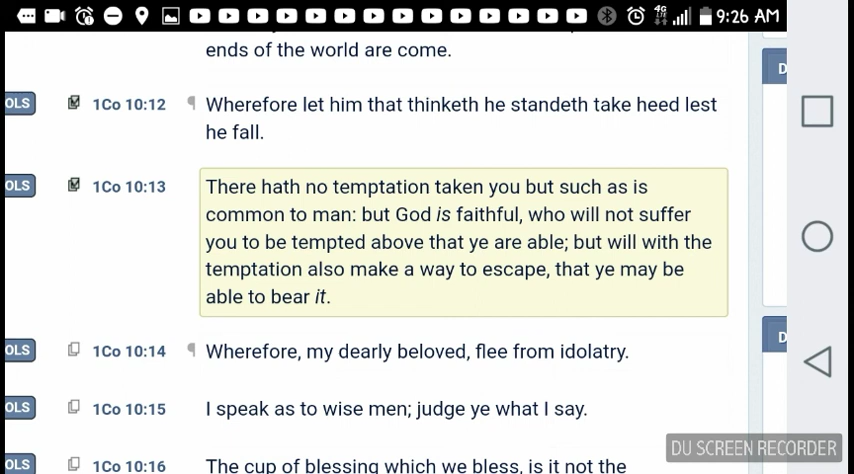 4G
LTE
9:26 AM
ends of the world are come.
D
OLS 1Co 10:12 ¶ Wherefore let him that thinketh he standeth take heed lest
he fall.
OLS 1Co 10:13 There hath no temptation taken you but such as is
common to man: but God is faithful, who will not suffer
you to be tempted above that ye are able; but will with the
temptation also make a way to escape, that ye may be
able to bear it.
D
OLS 1Co 10:14 ¶ Wherefore, my dearly beloved, flee from idolatry.
OLS 1Co 10:15 I speak as to wise men; judge ye what I say.
DU SCREEN RECORDER
OLS 1Co 10:16 The cup of blessing which we bless, is it not the